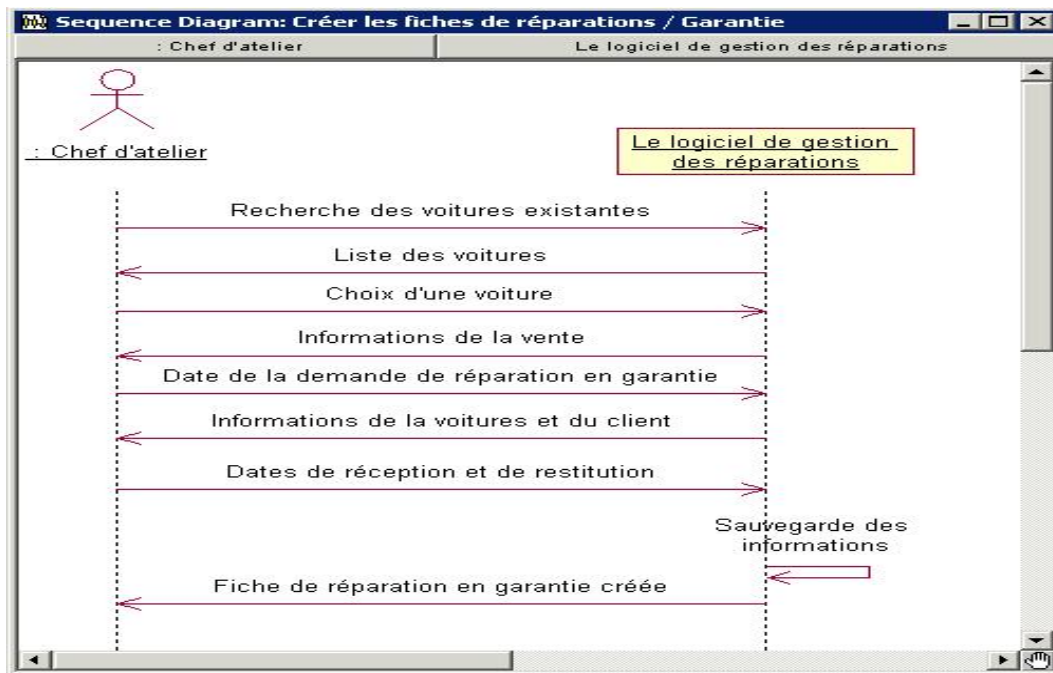 Sequence Diagram: Créer les fiches de réparations / Garantie
: Chef d'atelier
Le logiciel de gestion des réparations
: Chef d'atelier
Le logiciel de gestion
des réparations
Recherche des voitures existantes
Liste des voitures
Choix d'une voiture
Informations de la vente
Date de la demande de réparation en garantie
Informations de la voitures et du client
Dates de réception et de restitution
Sauvegarde des
informations
Fiche de réparation en garantie créée